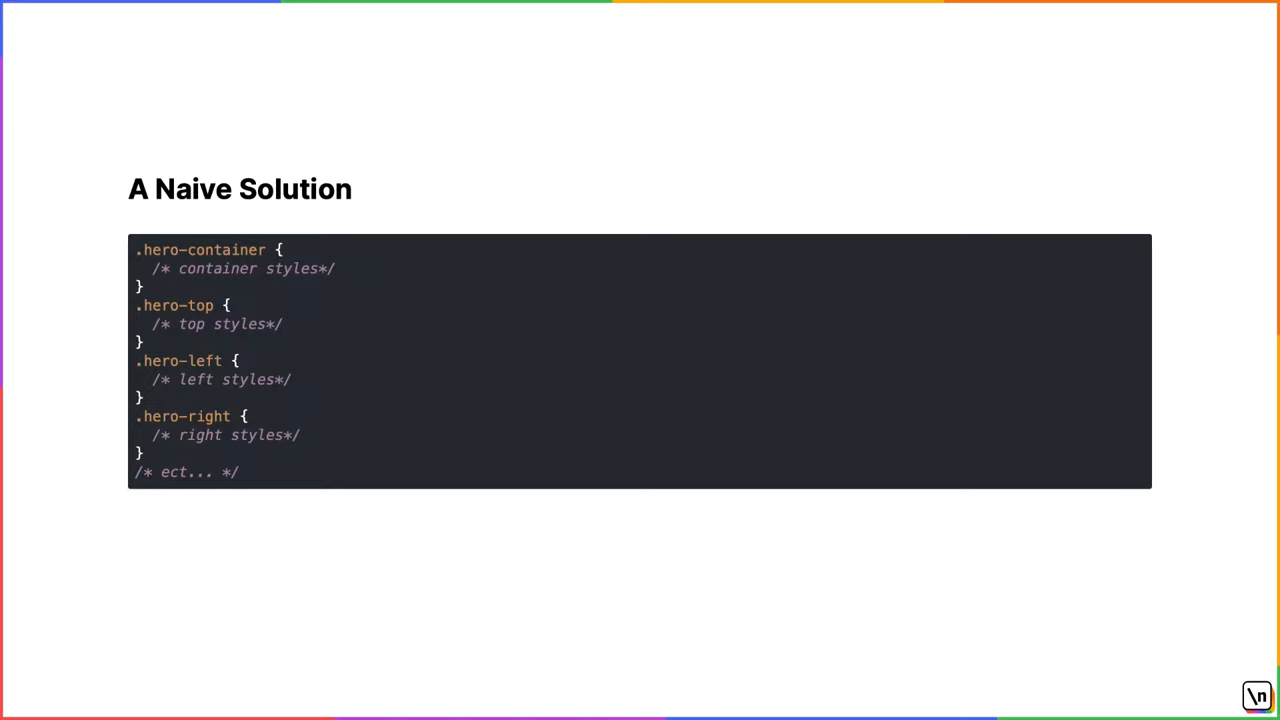 A Naive Solution
.hero-container {
  /* container styles*/
}
.hero-top {
  /* top styles*/
}
.hero-left {
  /* left styles*/
}
.hero-right {
  /* right styles*/
}
/* ect... */
\n